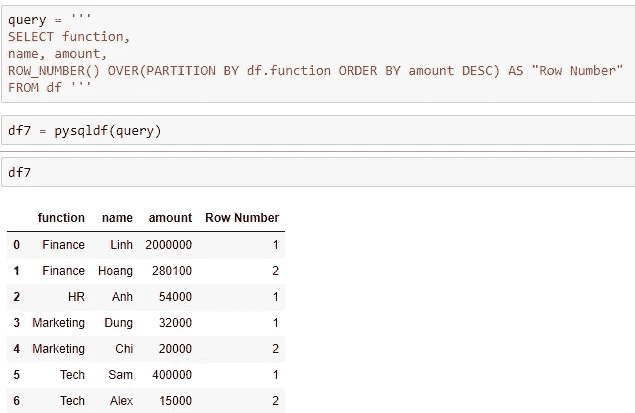 query = '''
SELECT function,
name, amount,
ROW_NUMBER() OVER(PARTITION BY df.function ORDER BY amount DESC) AS "Row Number"
FROM df '''
df7 = pysqldf(query)
df7
function name amount Row Number
0 Finance Linh 2000000 1
1 Finance Hoang 280100 2
2 HR Anh 54000 1
3 Marketing Dung 32000 1
4 Marketing Chi 20000 2
5 Tech Sam 400000 1
6 Tech Alex 15000 2